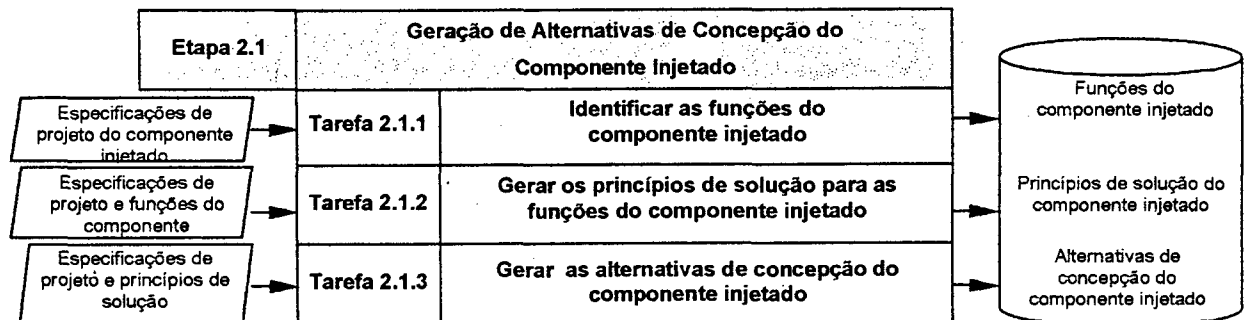 Etapa 2.1
Geração de Alternativas de Concepção do
Componente Injetado
Especificações de
projeto do componente
injetado
Tarefa 2.1.1
Identificar as funções do
componente injetado
Funções do
componente injetado
Especificações de
projeto e funções do
componente
Tarefa 2.1.2
Gerar os princípios de solução para as
funções do componente injetado
Princípios de solução do
componente injetado
Especificações de
projeto e princípios de
solução
Tarefa 2.1.3
Gerar as alternativas de concepção do
componente injetado
Alternativas de
concepção do
componente injetado